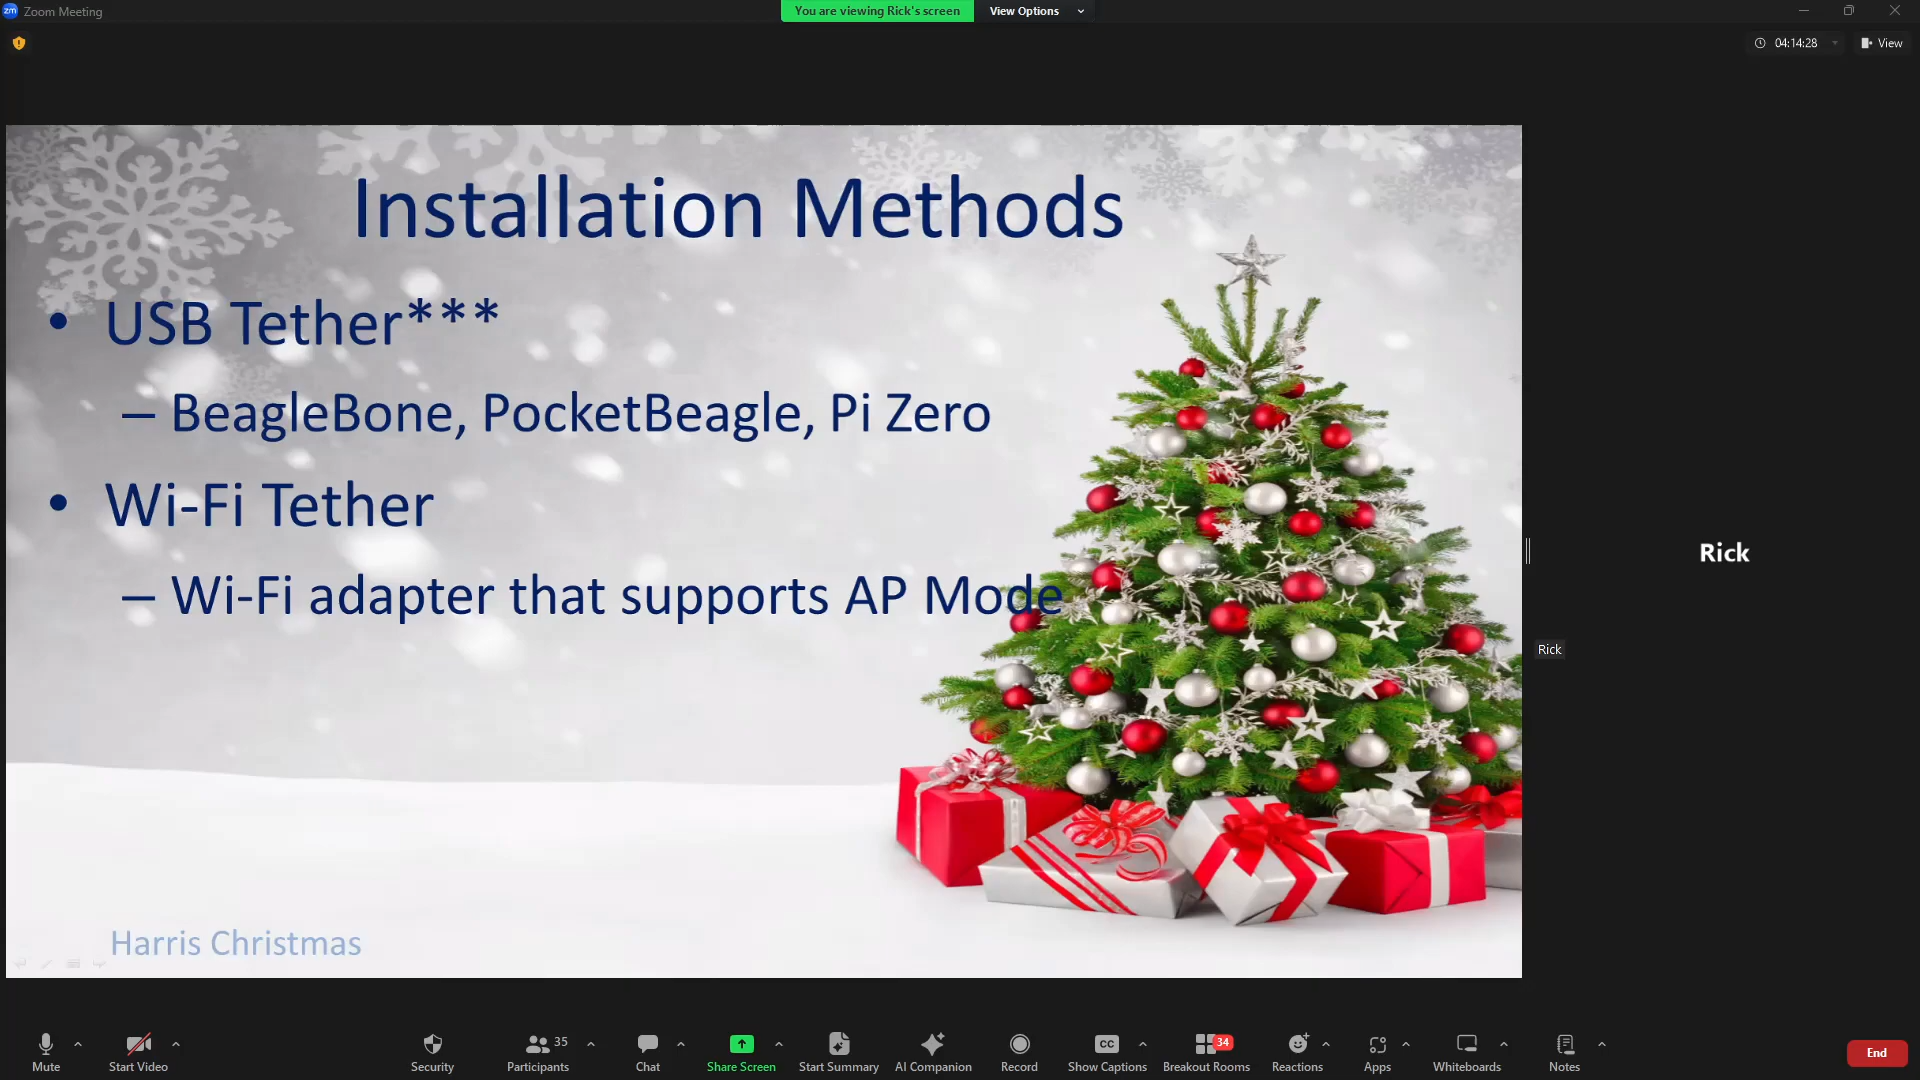 zm Zoom Meeting
You are viewing Rick's screen
View Options
04:14:28
View
Installation Methods
• USB Tether***
– BeagleBone, PocketBeagle, Pi Zero
• Wi-Fi Tether
– Wi-Fi adapter that supports AP Mode
Harris Christmas
Rick
Rick
Mute
Start Video
Security
Participants
35
Chat
Share Screen
Start Summary
AI Companion
Record
CC
Show Captions
Breakout Rooms
34
Reactions
Apps
Whiteboards
Notes
End